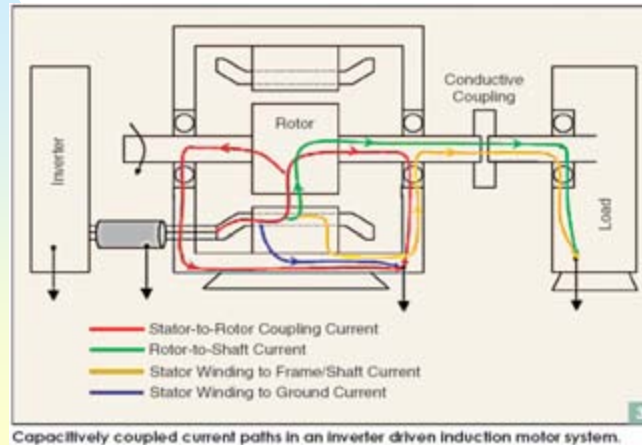 Conductive
Coupling
Rotor
Inverter
Load
Stator-to-Rotor Coupling Current
Rotor-to-Shaft Current
Stator Winding to Frame/Shaft Current
Stator Winding to Ground Current
Capacitively coupled current paths in an inverter driven induction motor system.